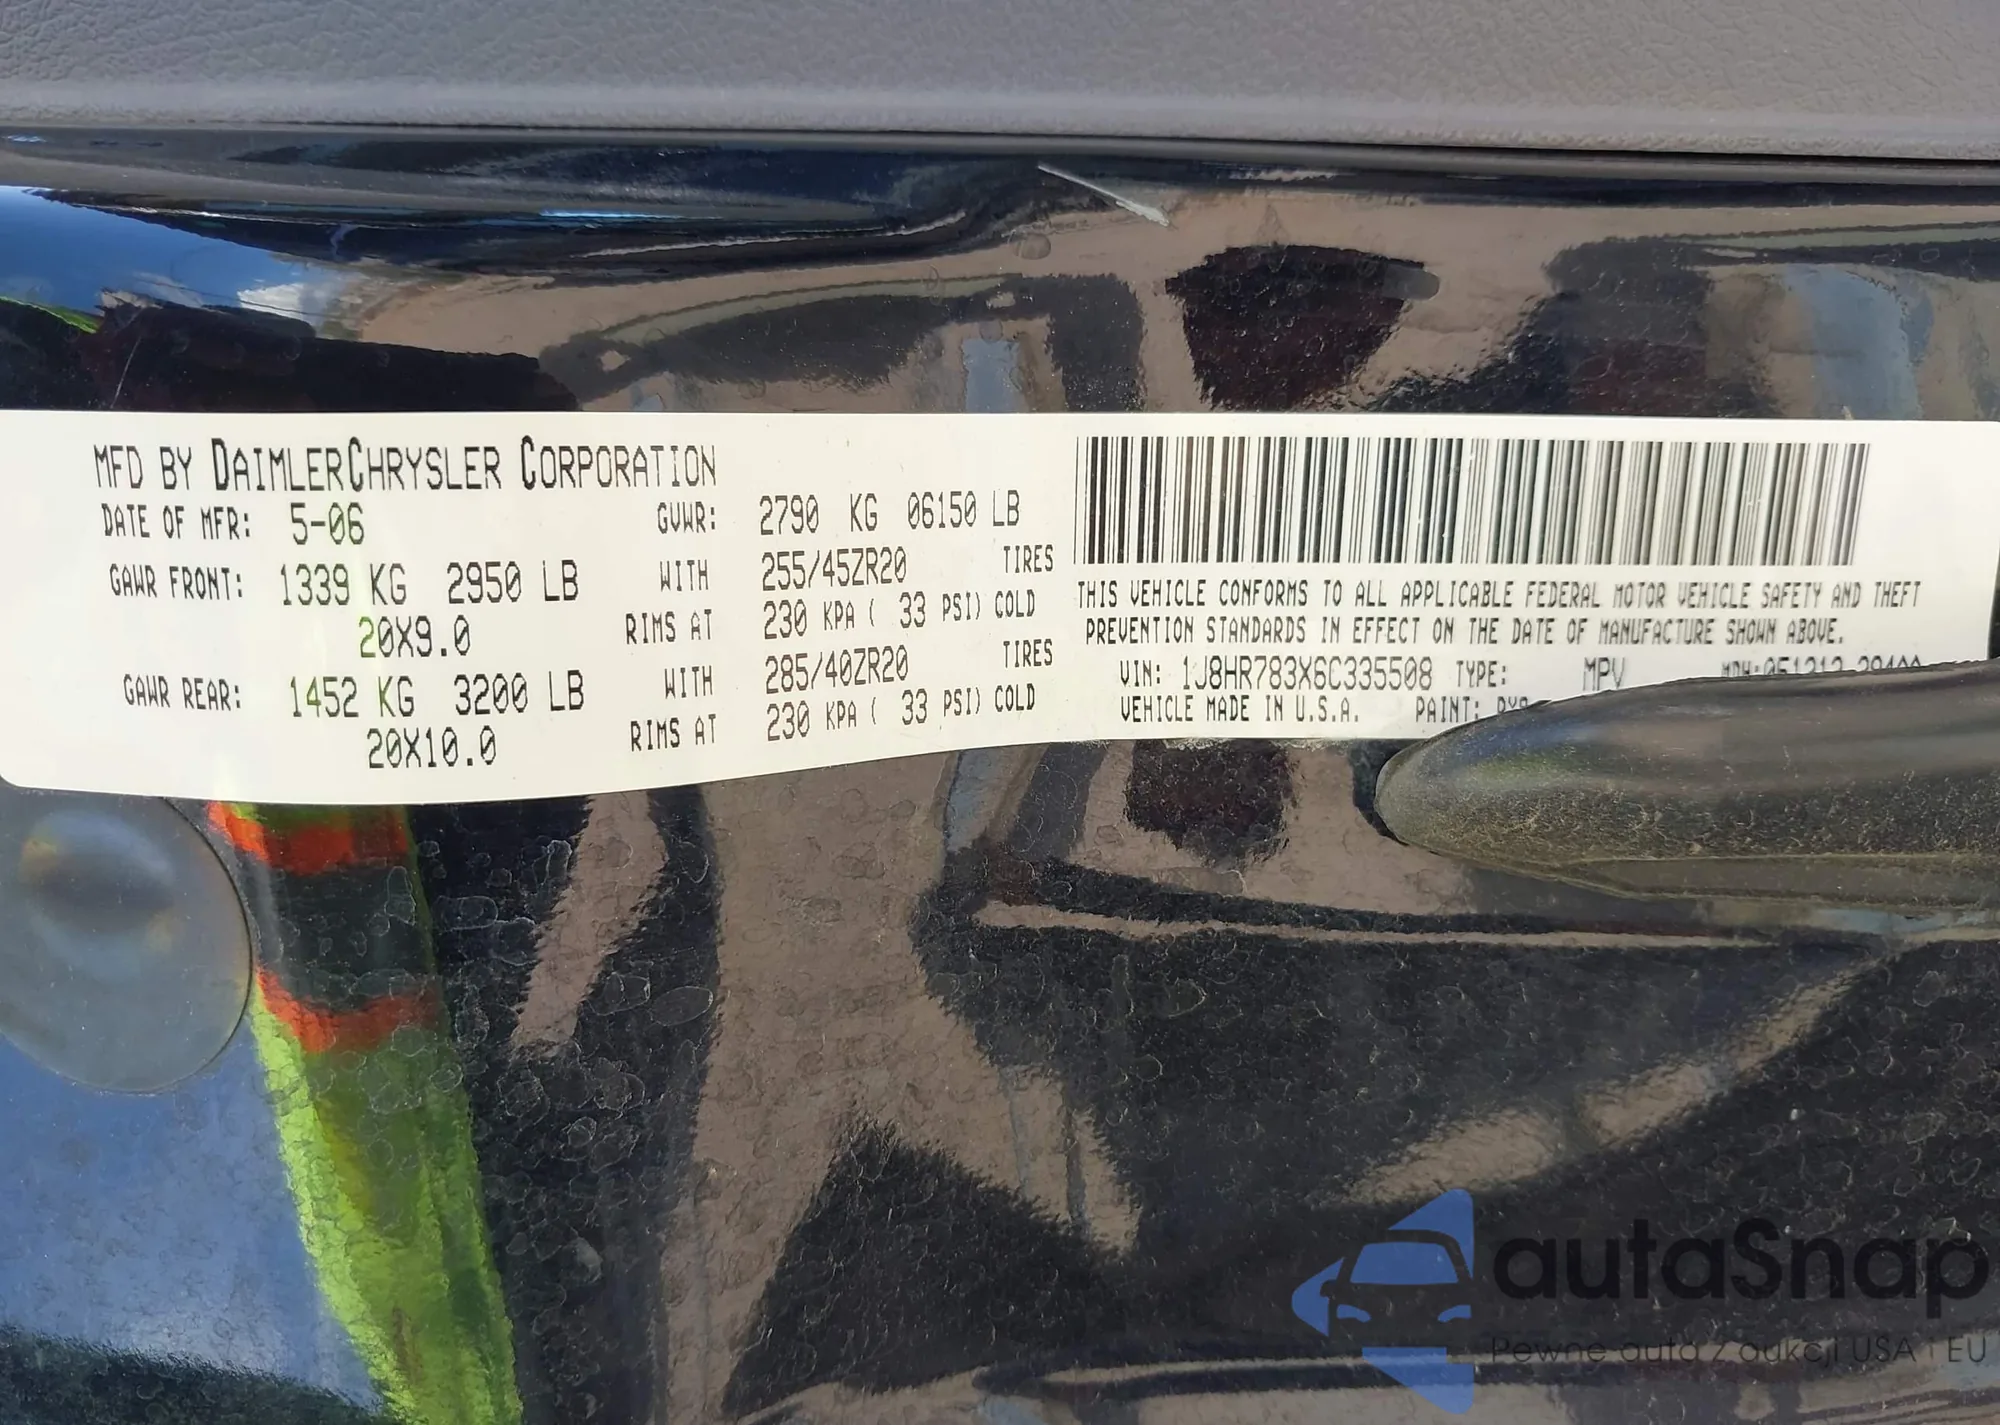 MFD BY DAIMLERCHRYSLER CORPORATION
DATE OF MFR: 5-06 GVWR: 2790 KG 06150 LB
GAWR FRONT: 1339 KG 2950 LB WITH 255/45ZR20 TIRES
20X9.0 RIMS AT 230 KPA ( 33 PSI) COLD
GAWR REAR: 1452 KG 3200 LB WITH 285/40ZR20 TIRES
20X10.0 RIMS AT 230 KPA ( 33 PSI) COLD
THIS VEHICLE CONFORMS TO ALL APPLICABLE FEDERAL MOTOR VEHICLE SAFETY AND THEFT
PREVENTION STANDARDS IN EFFECT ON THE DATE OF MANUFACTURE SHOWN ABOVE.
VIN: 1J8HR783X6C335508 TYPE: MPV
VEHICLE MADE IN U.S.A. PAINT:
autaSnap
Pewne auta z aukcji USA i EU